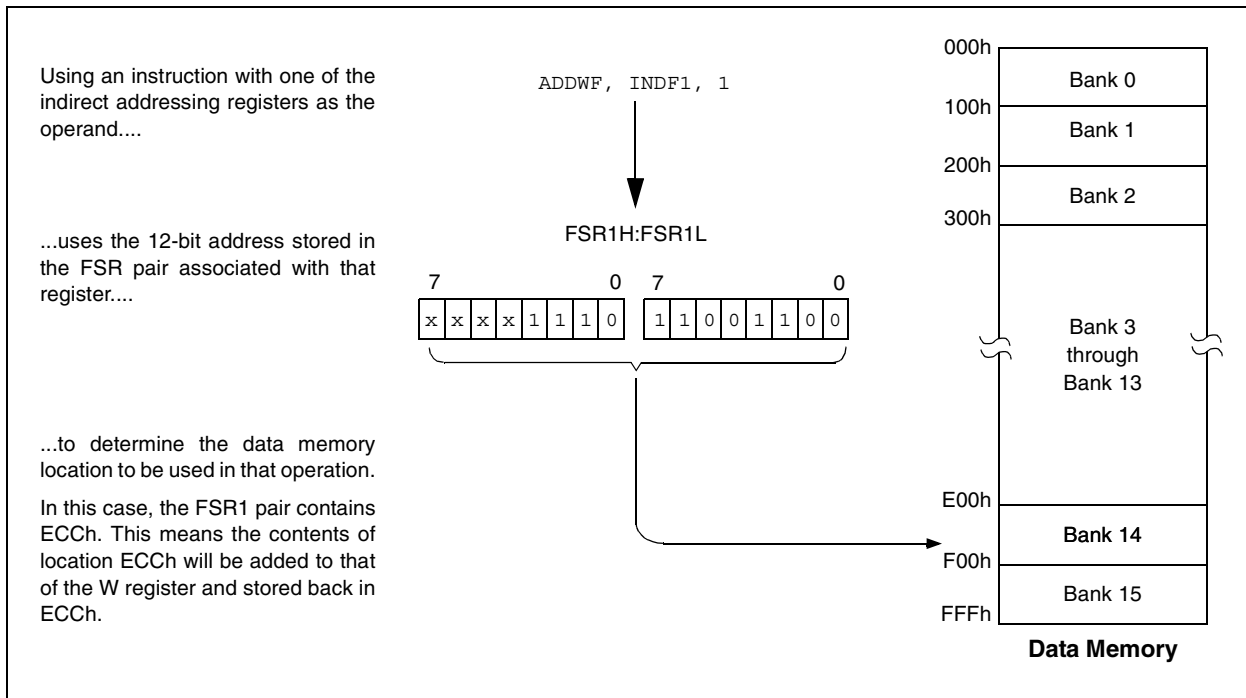 Using an instruction with one of the
indirect addressing registers as the
operand....
ADDWF, INDF1, 1
...uses the 12-bit address stored in
the FSR pair associated with that
register....
FSR1H:FSR1L
7 0 7 0
x x x x 1 1 1 0 1 1 0 0 1 1 0 0
...to determine the data memory
location to be used in that operation.
In this case, the FSR1 pair contains
ECCh. This means the contents of
location ECCh will be added to that
of the W register and stored back in
ECCh.
000h
Bank 0
100h
Bank 1
200h
Bank 2
300h
Bank 3
through
Bank 13
E00h
Bank 14
F00h
Bank 15
FFFh
Data Memory